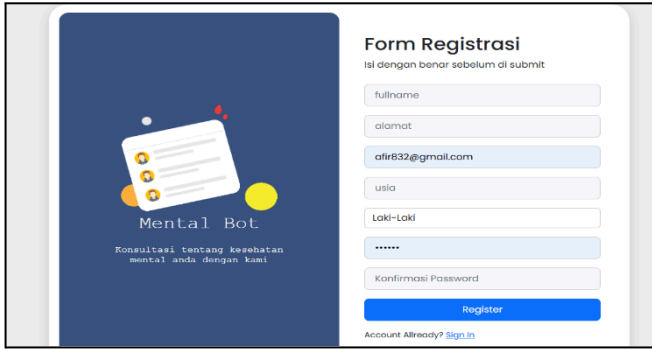 Mental Bot
Konsultasi tentang kesehatan
mental anda dengan kami
Form Registrasi
Isi dengan benar sebelum di submit
fullname
alamat
afir832@gmail.com
usia
Laki-Laki
••••••
Konfirmasi Password
Register
Account Allready? Sign In